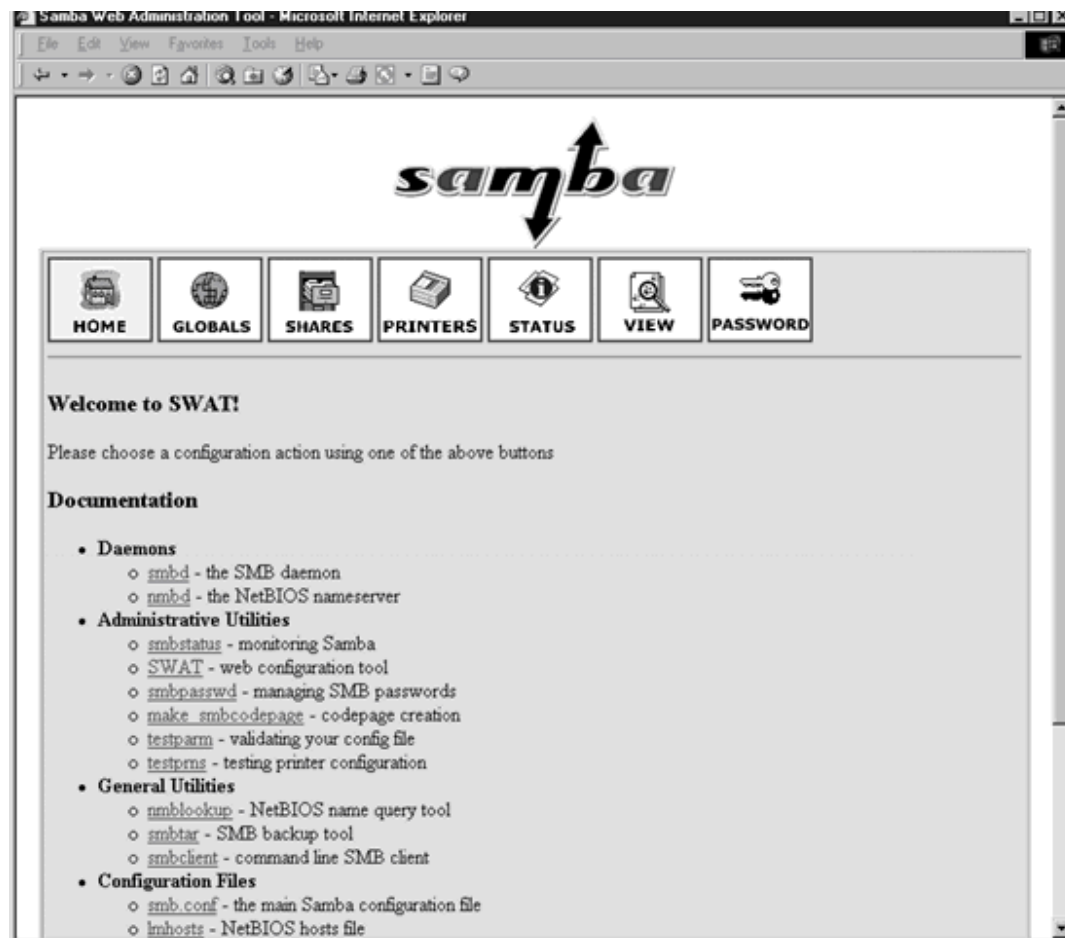 Samba Web Administration Tool - Microsoft Internet Explorer
File Edit View Favorites Tools Help
samba
HOME GLOBALS SHARES PRINTERS STATUS VIEW PASSWORD
Welcome to SWAT!
Please choose a configuration action using one of the above buttons
Documentation
• Daemons
o smbd - the SMB daemon
o nmbd - the NetBIOS nameserver
• Administrative Utilities
o smbstatus - monitoring Samba
o SWAT - web configuration tool
o smbpasswd - managing SMB passwords
o make_smbcodepage - codepage creation
o testparm - validating your config file
o testprns - testing printer configuration
• General Utilities
o nmblookup - NetBIOS name query tool
o smbtar - SMB backup tool
o smbclient - command line SMB client
• Configuration Files
o smb.conf - the main Samba configuration file
o lmhosts - NetBIOS hosts file